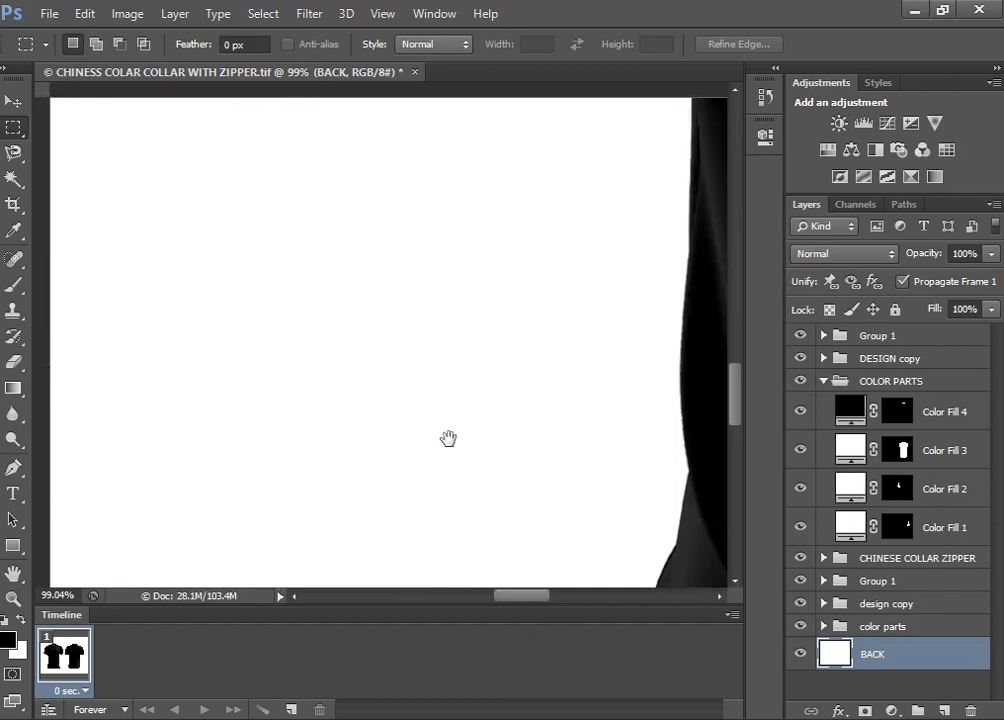 Ps File Edit Image Layer Type Select Filter 3D View Window Help
Feather: 0 px Anti-alias Style: Normal Width: Height: Refine Edge...
© CHINESS COLAR COLLAR WITH ZIPPER.tif @ 99% (BACK, RGB/8#) * ×
Adjustments Styles
Add an adjustment
Layers Channels Paths
Kind T
Normal Opacity: 100%
Unify: Propagate Frame 1
Lock: Fill: 100%
Group 1
DESIGN copy
COLOR PARTS
Color Fill 4
Color Fill 3
Color Fill 2
Color Fill 1
CHINESE COLLAR ZIPPER
Group 1
design copy
color parts
BACK
99.04% © Doc: 28.1M/103.4M
Timeline
1
0 sec.
Forever
fx